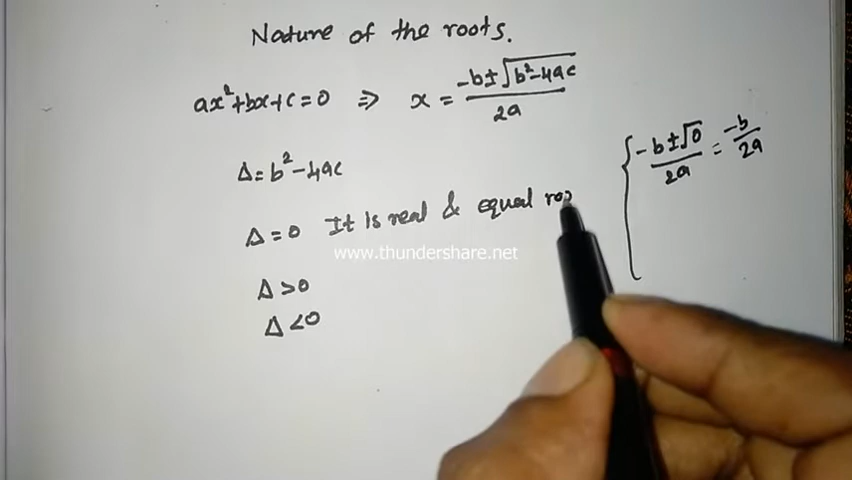 Nature of the roots.
ax²+bx+c=0 ⇒ x = (-b±√(b²-4ac))/2a
Δ=b²-4ac
Δ=0 It is real & equal roo
Δ>0
Δ<0
{ (-b±√0)/2a = -b/2a
www.thundershare.net